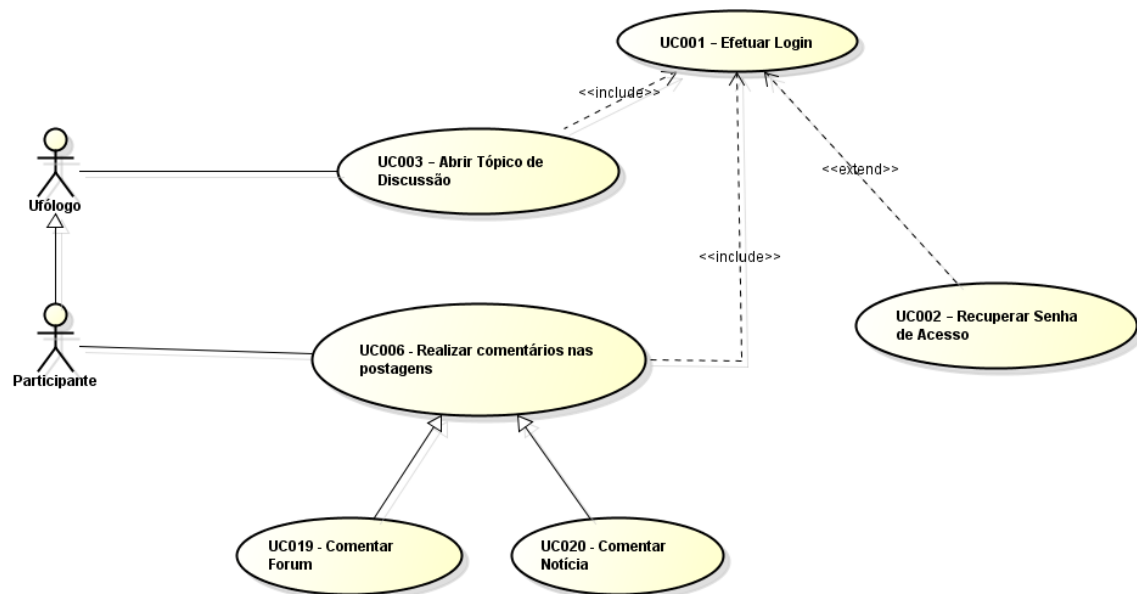 UC001 – Efetuar Login
<<include>>
UC003 – Abrir Tópico de
Discussão
<<extend>>
Ufólogo
<<include>>
UC002 – Recuperar Senha
de Acesso
UC006 - Realizar comentários nas
postagens
Participante
UC019 - Comentar
Forum
UC020 - Comentar
Notícia